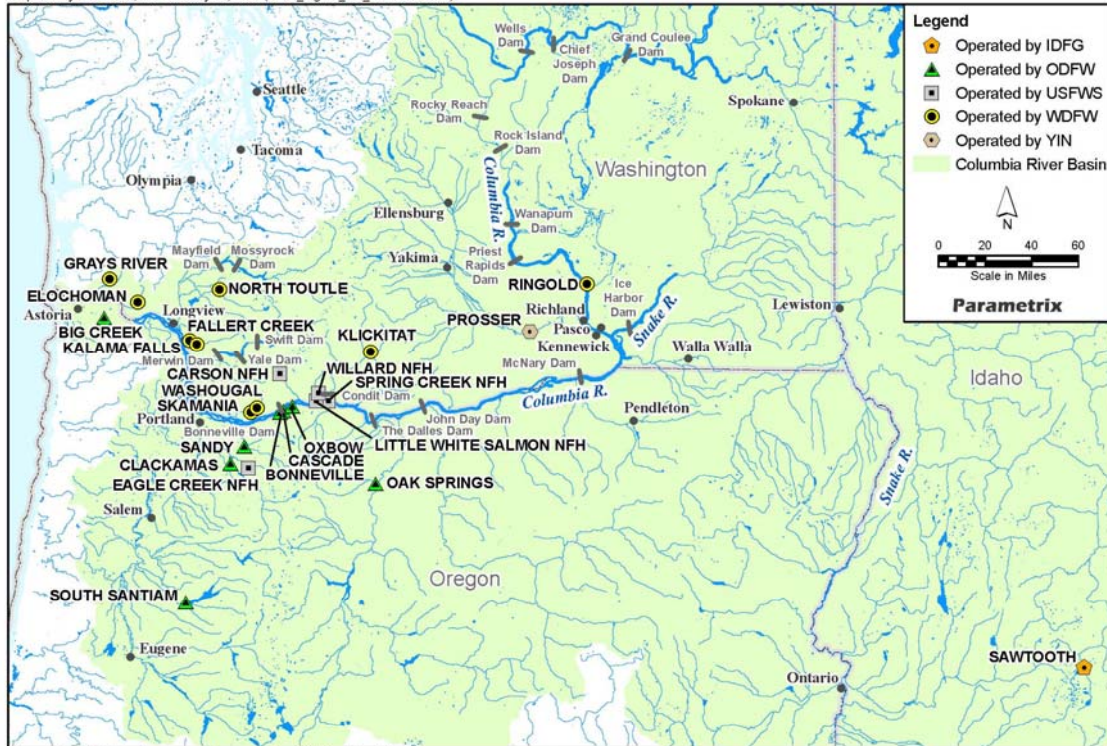 Legend
Operated by IDFG
Operated by ODFW
Operated by USFWS
Operated by WDFW
Operated by YIN
Columbia River Basin
N
0 20 40 60
Scale in Miles
Parametrix
Wells
Dam
Chief
Joseph
Dam
Grand Coulee
Dam
Seattle
Spokane
Rocky Reach
Dam
Rock Island
Dam
Tacoma
Washington
Olympia
Columbia R.
Ellensburg
Wanapum
Dam
Mayfield
Dam
Mossyrock
Dam
Yakima
Priest
Rapids
Dam
GRAYS RIVER
NORTH TOUTLE
RINGOLD
Ice
Harbor
Dam
ELOCHOMAN
Astoria
Longview
Richland
Snake R.
Lewiston
BIG CREEK
FALLERT CREEK
KLICKITAT
PROSSER
Pasco
KALAMA FALLS
Swift Dam
Kennewick
Walla Walla
Merwin Dam
Yale Dam
McNary Dam
CARSON NFH
WILLARD NFH
SPRING CREEK NFH
Idaho
WASHOUGAL
Condit Dam
Columbia R.
SKAMANIA
John Day Dam
Portland
The Dalles Dam
Pendleton
Bonneville Dam
LITTLE WHITE SALMON NFH
SANDY
OXBOW
CASCADE
BONNEVILLE
CLACKAMAS
EAGLE CREEK NFH
OAK SPRINGS
Salem
Snake R.
Oregon
SOUTH SANTIAM
Eugene
SAWTOOTH
Ontario